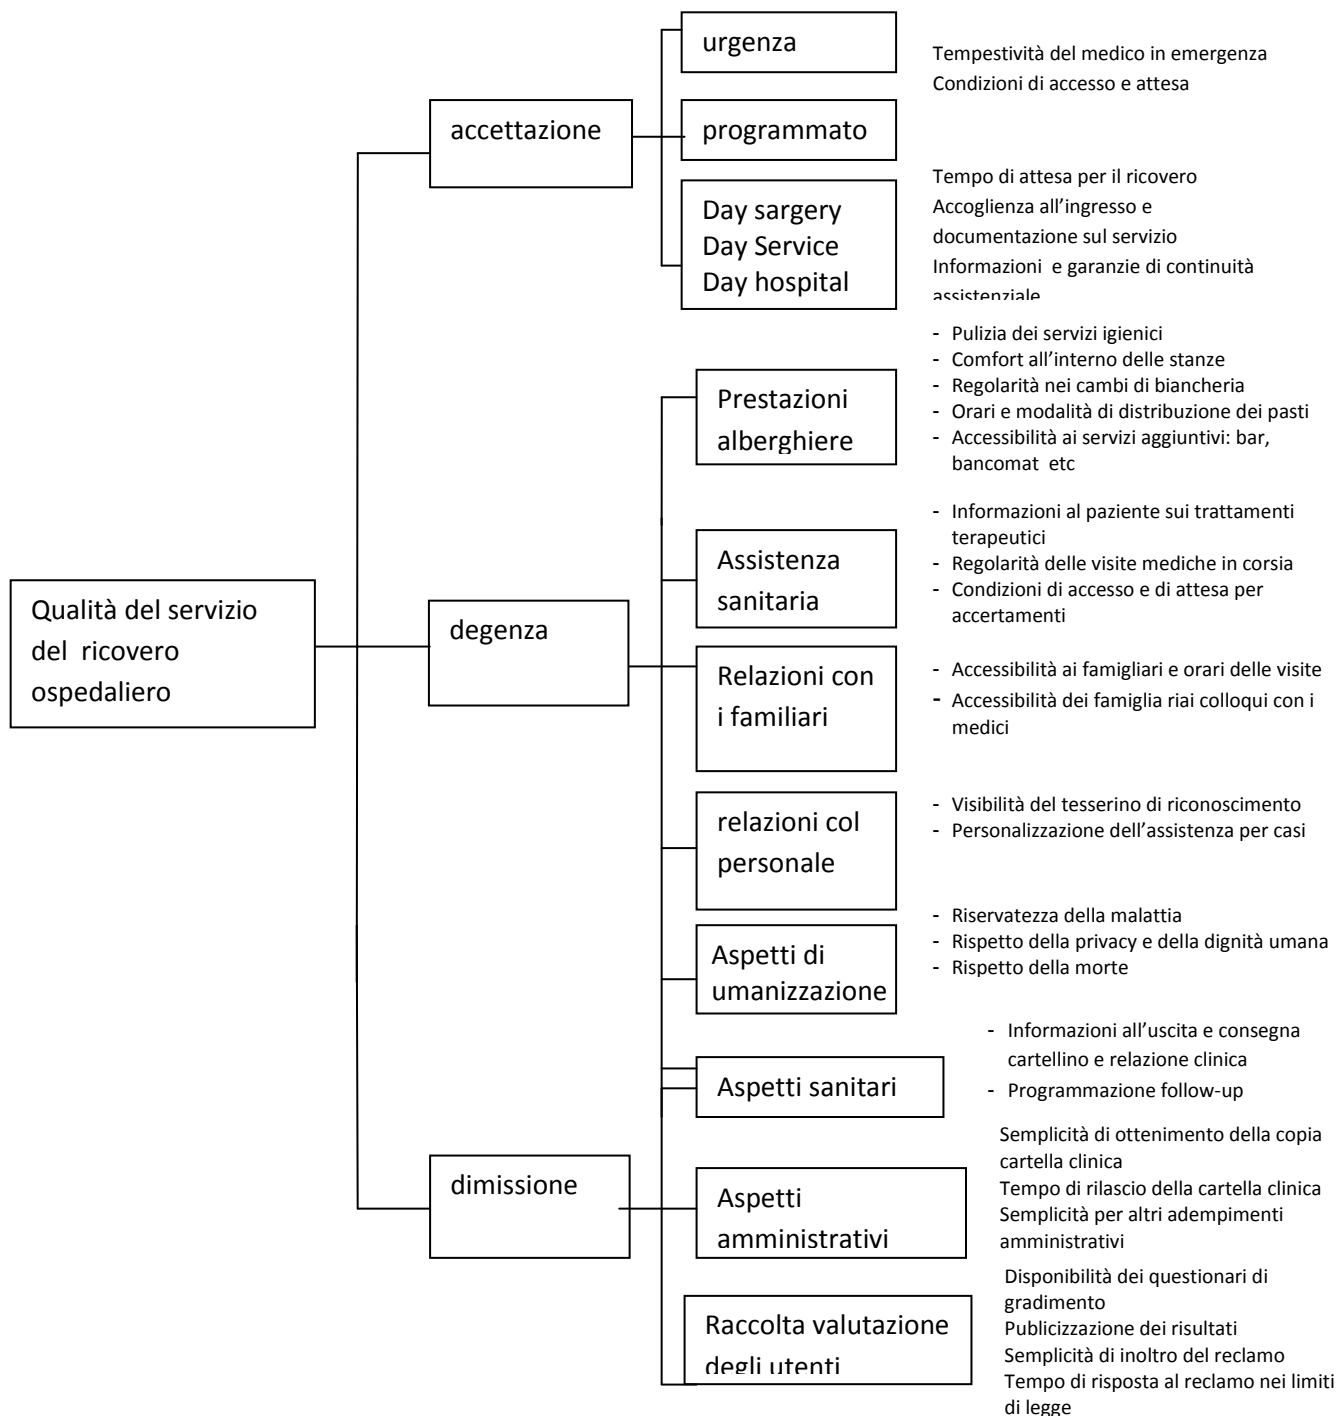 urgenza
Tempestività del medico in emergenza
Condizioni di accesso e attesa
accettazione
programmato
Tempo di attesa per il ricovero
Accoglienza all'ingresso e
documentazione sul servizio
Informazioni e garanzie di continuità
assistenziale
Day sargery
Day Service
Day hospital
- Pulizia dei servizi igienici
- Comfort all'interno delle stanze
- Regolarità nei cambi di biancheria
- Orari e modalità di distribuzione dei pasti
- Accessibilità ai servizi aggiuntivi: bar,
bancomat etc
Prestazioni
alberghiere
- Informazioni al paziente sui trattamenti
terapeutici
- Regolarità delle visite mediche in corsia
- Condizioni di accesso e di attesa per
accertamenti
Assistenza
sanitaria
Qualità del servizio
del ricovero
ospedaliero
degenza
Relazioni con
i familiari
- Accessibilità ai famigliari e orari delle visite
- Accessibilità dei famiglia riai colloqui con i
medici
relazioni col
personale
- Visibilità del tesserino di riconoscimento
- Personalizzazione dell'assistenza per casi
Aspetti di
umanizzazione
- Riservatezza della malattia
- Rispetto della privacy e della dignità umana
- Rispetto della morte
- Informazioni all'uscita e consegna
cartellino e relazione clinica
- Programmazione follow-up
Aspetti sanitari
dimissione
Aspetti
amministrativi
Semplicità di ottenimento della copia
cartella clinica
Tempo di rilascio della cartella clinica
Semplicità per altri adempimenti
amministrativi
Raccolta valutazione
degli utenti
Disponibilità dei questionari di
gradimento
Publicizzazione dei risultati
Semplicità di inoltro del reclamo
Tempo di risposta al reclamo nei limiti
di legge